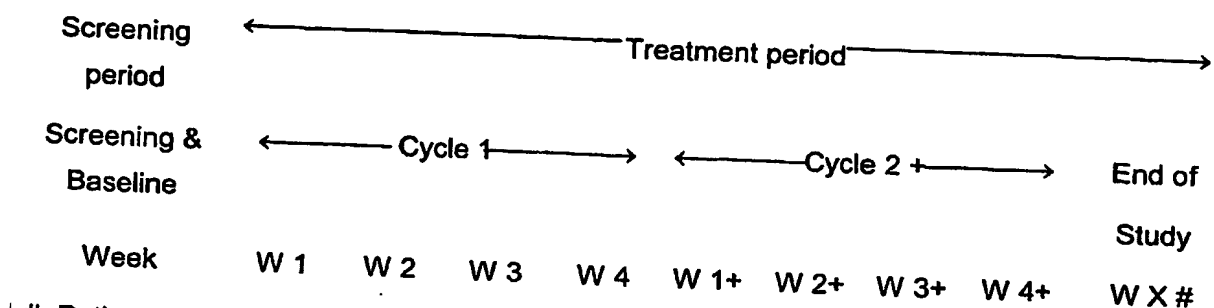 Screening period
Treatment period
Screening & Baseline
Cycle 1
Cycle 2 +
End of Study
Week W 1 W 2 W 3 W 4 W 1+ W 2+ W 3+ W 4+ W X #